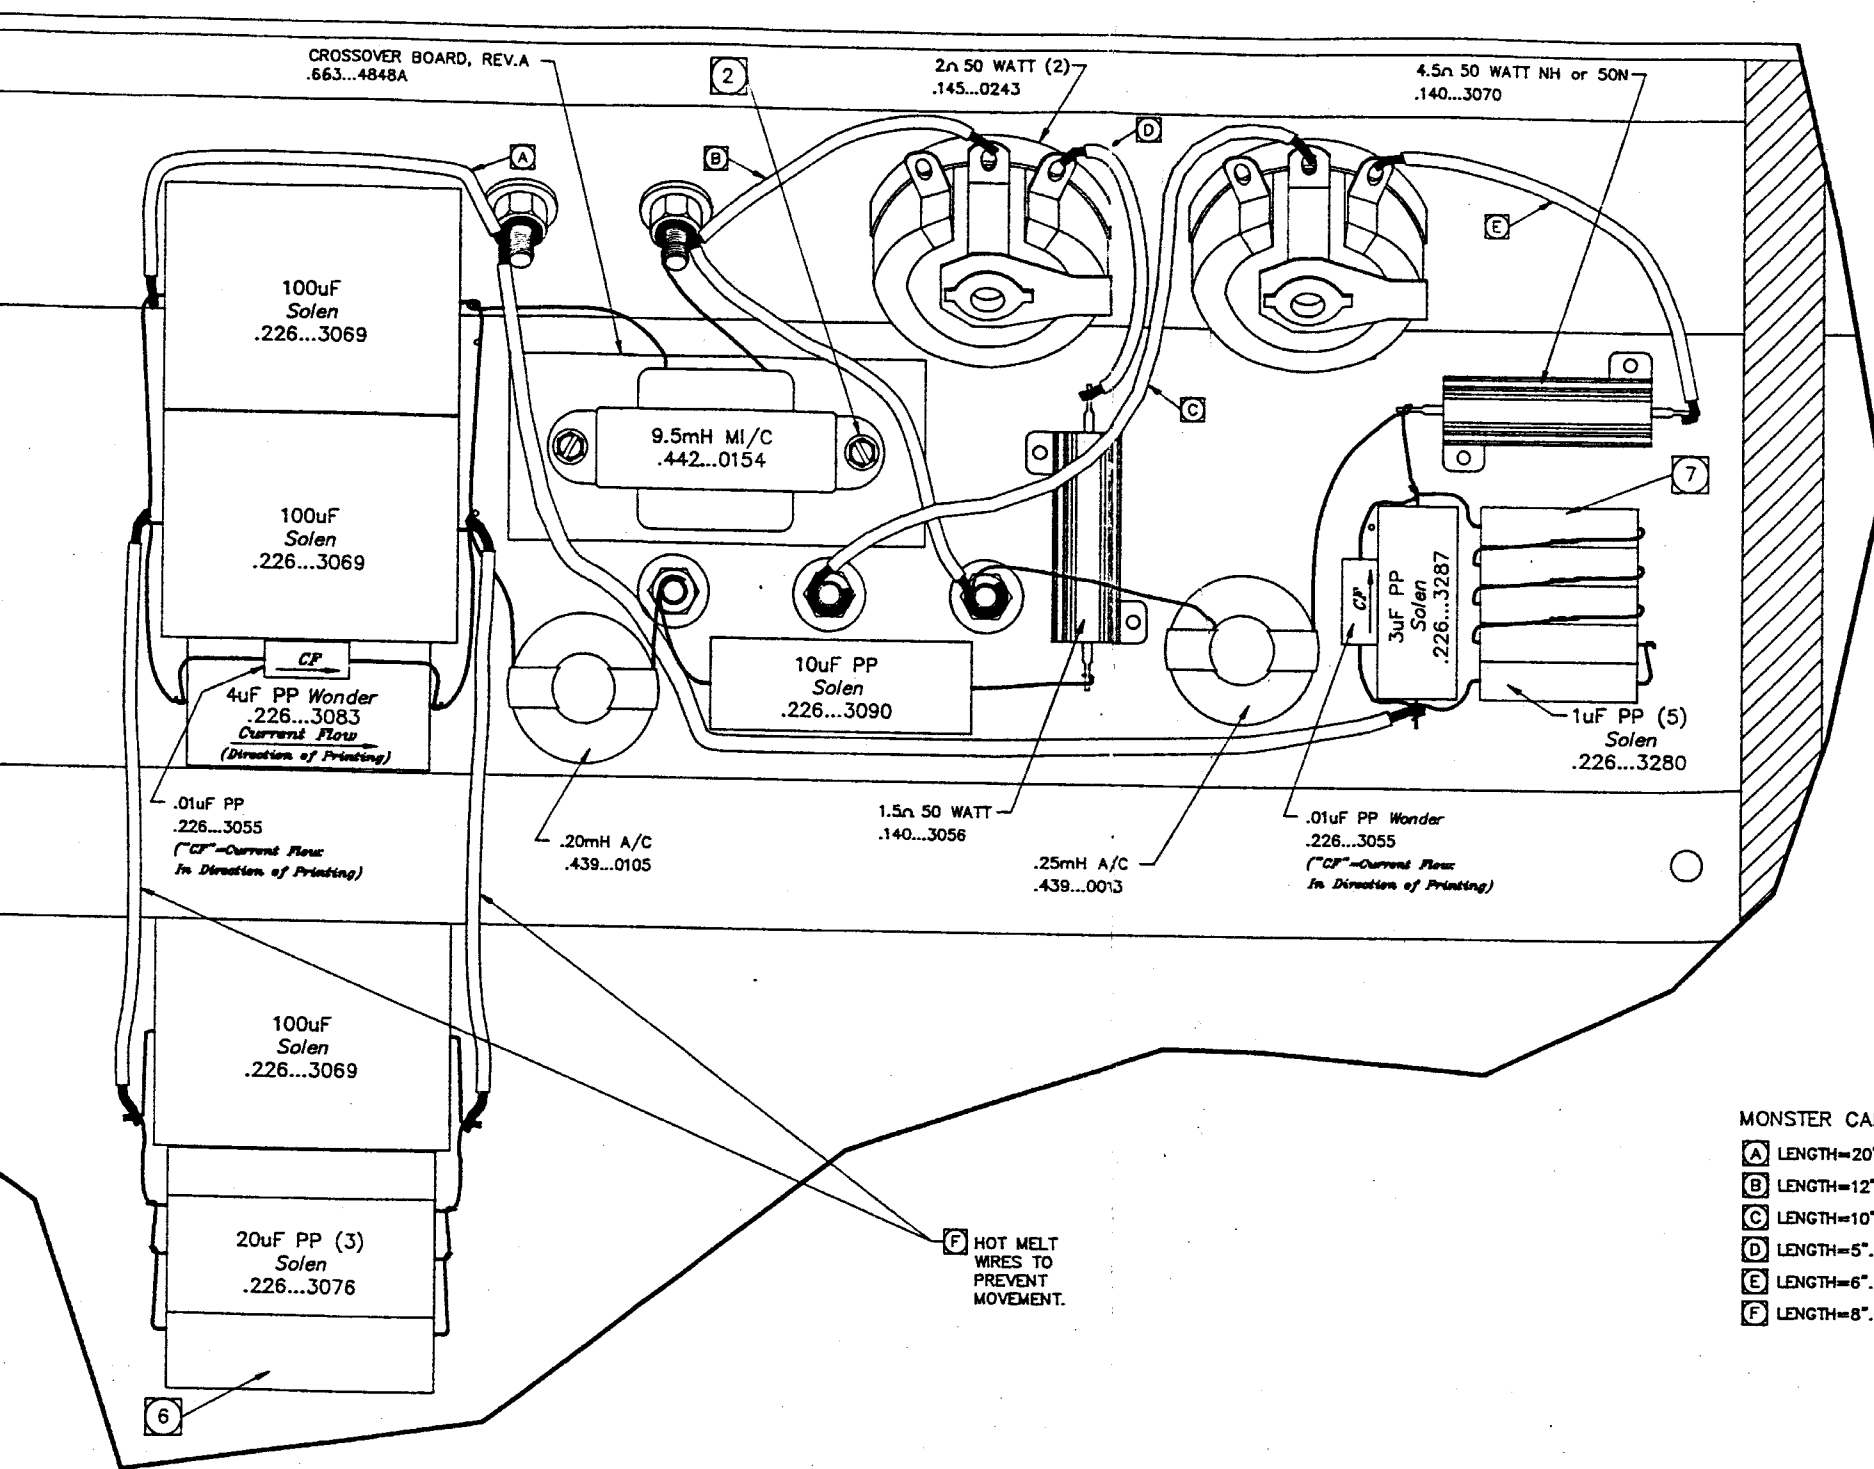 CROSSOVER BOARD, REV.A
.663...4848A
2
2Ω 50 WATT (2)
.145...0243
4.5Ω 50 WATT NH or 50N
.140...3070
A
B
D
E
C
100uF
Solen
.226...3069
9.5mH MI/C
.442...0154
100uF
Solen
.226...3069
7
CF
3uF PP
Solen
.226...3287
CF
4uF PP Wonder
.226...3083
Current Flow
(Direction of Printing)
10uF PP
Solen
.226...3090
1uF PP (5)
Solen
.226...3280
.01uF PP
.226...3055
("CF"=Current Flow
In Direction of Printing)
.20mH A/C
.439...0105
1.5Ω 50 WATT
.140...3056
.25mH A/C
.439...0013
.01uF PP Wonder
.226...3055
("CF"=Current Flow
In Direction of Printing)
100uF
Solen
.226...3069
20uF PP (3)
Solen
.226...3076
6
F HOT MELT
WIRES TO
PREVENT
MOVEMENT.
MONSTER
A LENGTH=20"
B LENGTH=12"
C LENGTH=10"
D LENGTH=5".
E LENGTH=6".
F LENGTH=8".